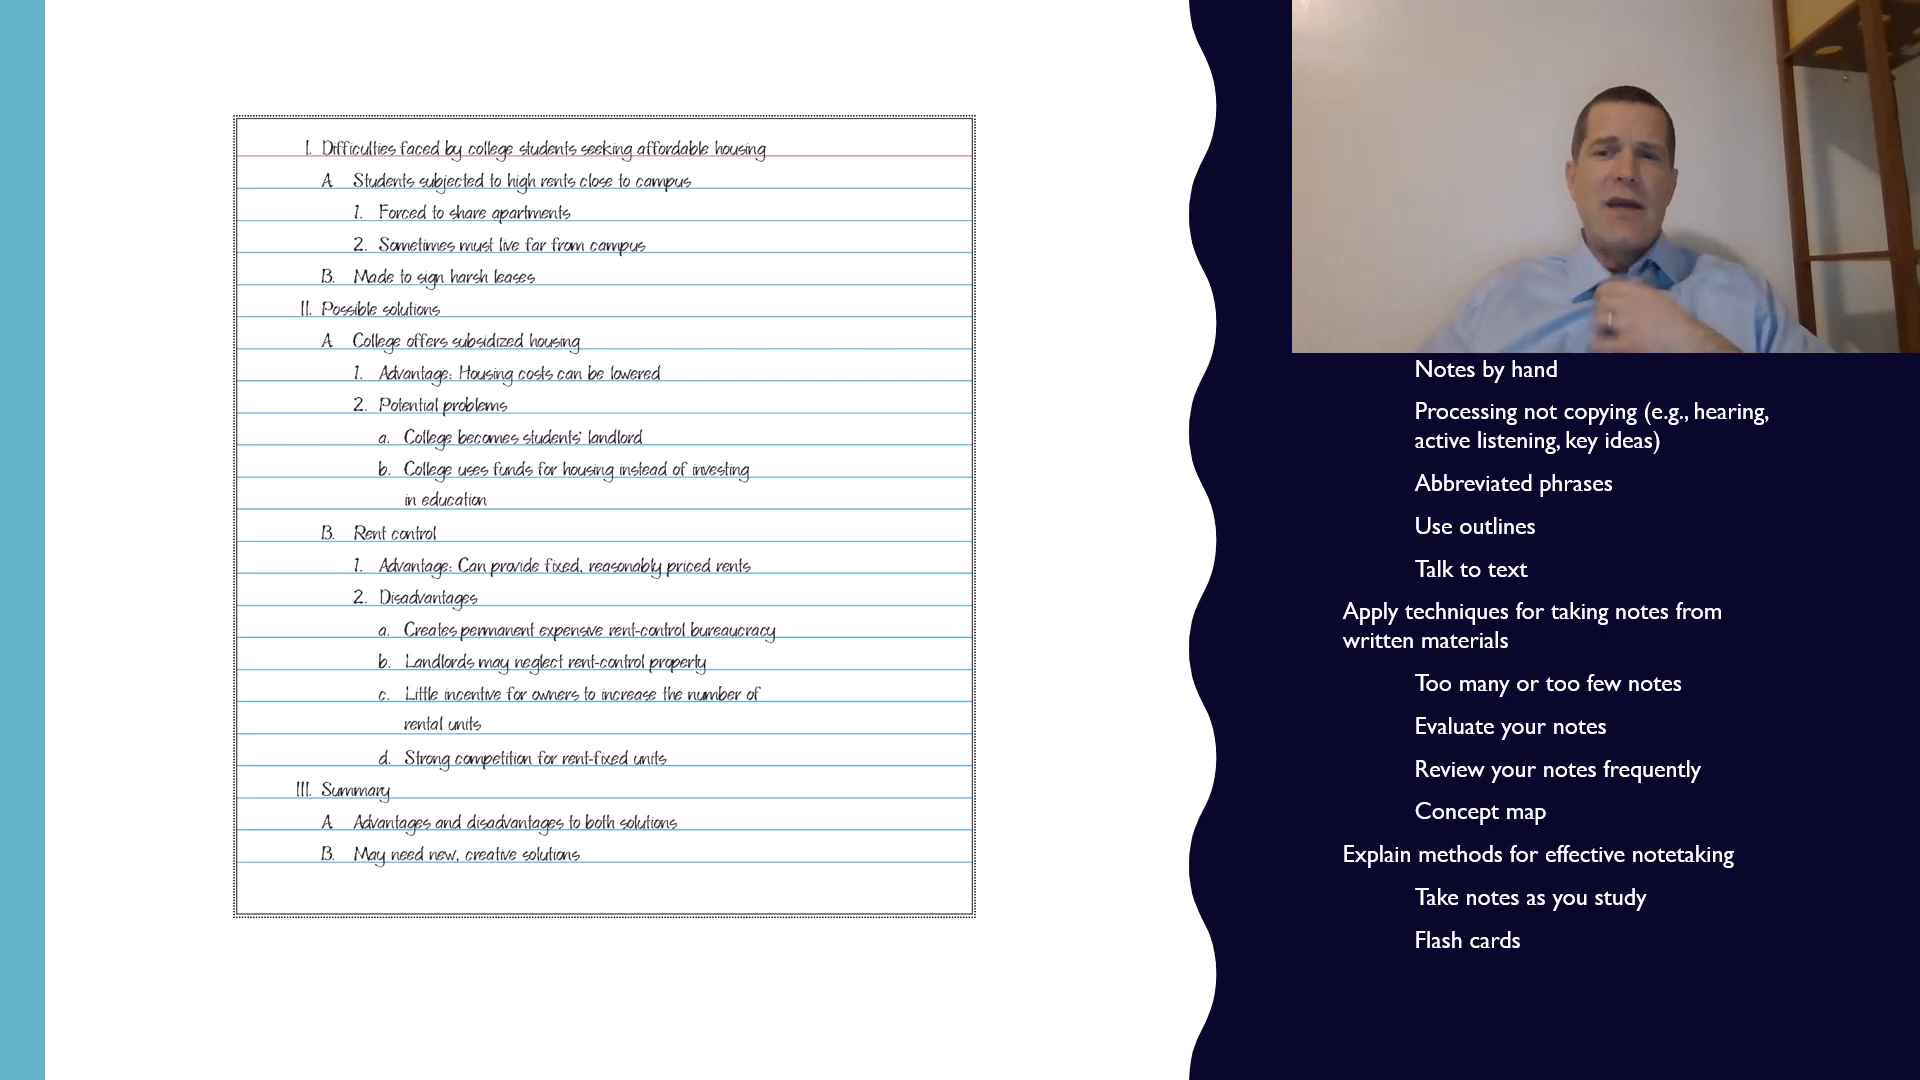 I. Difficulties faced by college students seeking affordable housing
A. Students subjected to high rents close to campus
1. Forced to share apartments
2. Sometimes must live far from campus
B. Made to sign harsh leases
II. Possible solutions
A. College offers subsidized housing
1. Advantage: Housing costs can be lowered
2. Potential problems
a. College becomes students' landlord
b. College uses funds for housing instead of investing
in education
B. Rent control
1. Advantage: Can provide fixed, reasonably priced rents
2. Disadvantages
a. Creates permanent expensive rent-control bureaucracy
b. Landlords may neglect rent-control property
c. Little incentive for owners to increase the number of
rental units
d. Strong competition for rent-fixed units
III. Summary
A. Advantages and disadvantages to both solutions
B. May need new, creative solutions
Notes by hand
Processing not copying (e.g., hearing,
active listening, key ideas)
Abbreviated phrases
Use outlines
Talk to text
Apply techniques for taking notes from
written materials
Too many or too few notes
Evaluate your notes
Review your notes frequently
Concept map
Explain methods for effective notetaking
Take notes as you study
Flash cards